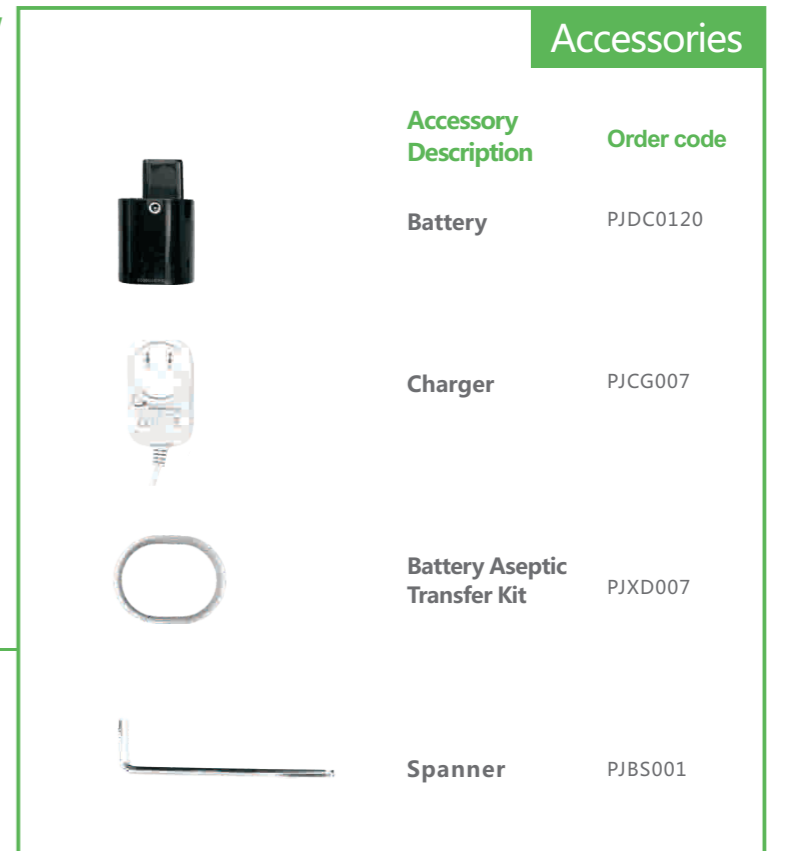 Accessories
Accessory
Description
Order code
Battery
PJDC0120
Charger
PJCG007
Battery Aseptic
Transfer Kit
PJXD007
Spanner
PJBS001